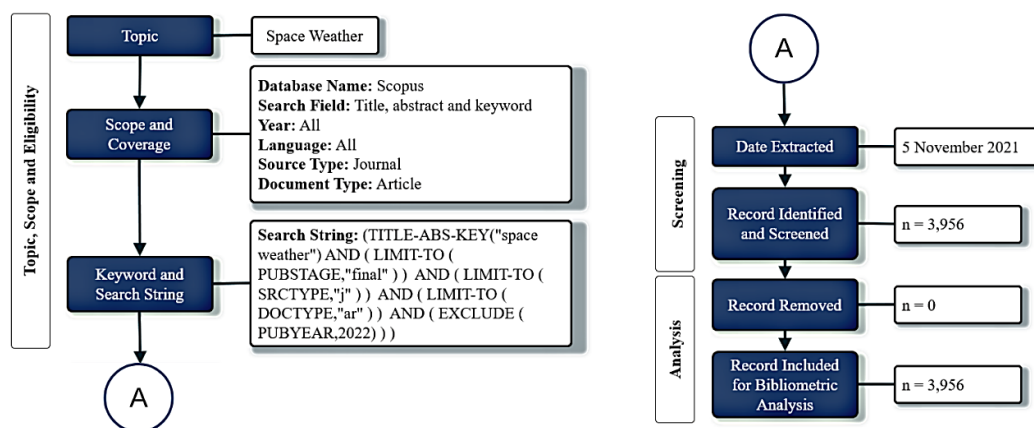 Topic, Scope and Eligibility
Topic
Space Weather
Scope and
Coverage
Database Name: Scopus
Search Field: Title, abstract and keyword
Year: All
Language: All
Source Type: Journal
Document Type: Article
Keyword and
Search String
Search String: (TITLE-ABS-KEY("space
weather") AND ( LIMIT-TO (
PUBSTAGE,"final" ) ) AND ( LIMIT-TO (
SRCTYPE,"j" ) ) AND ( LIMIT-TO (
DOCTYPE,"ar" ) ) AND ( EXCLUDE (
PUBYEAR,2022) ) )
A
A
Screening
Date Extracted
5 November 2021
Record Identified
and Screened
n = 3,956
Analysis
Record Removed
n = 0
Record Included
for Bibliometric
Analysis
n = 3,956